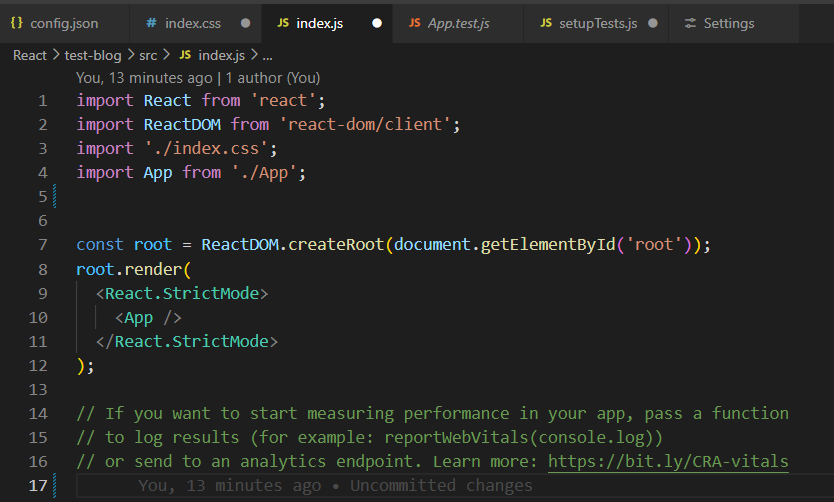 {} config.json # index.css ● JS index.js ● JS App.test.js JS setupTests.js ● Settings
React > test-blog > src > JS index.js > ...
You, 13 minutes ago | 1 author (You)
1 import React from 'react';
2 import ReactDOM from 'react-dom/client';
3 import './index.css';
4 import App from './App';
5
6
7 const root = ReactDOM.createRoot(document.getElementById('root'));
8 root.render(
9 <React.StrictMode>
10 <App />
11 </React.StrictMode>
12 );
13
14 // If you want to start measuring performance in your app, pass a function
15 // to log results (for example: reportWebVitals(console.log))
16 // or send to an analytics endpoint. Learn more: https://bit.ly/CRA-vitals
17 You, 13 minutes ago • Uncommitted changes